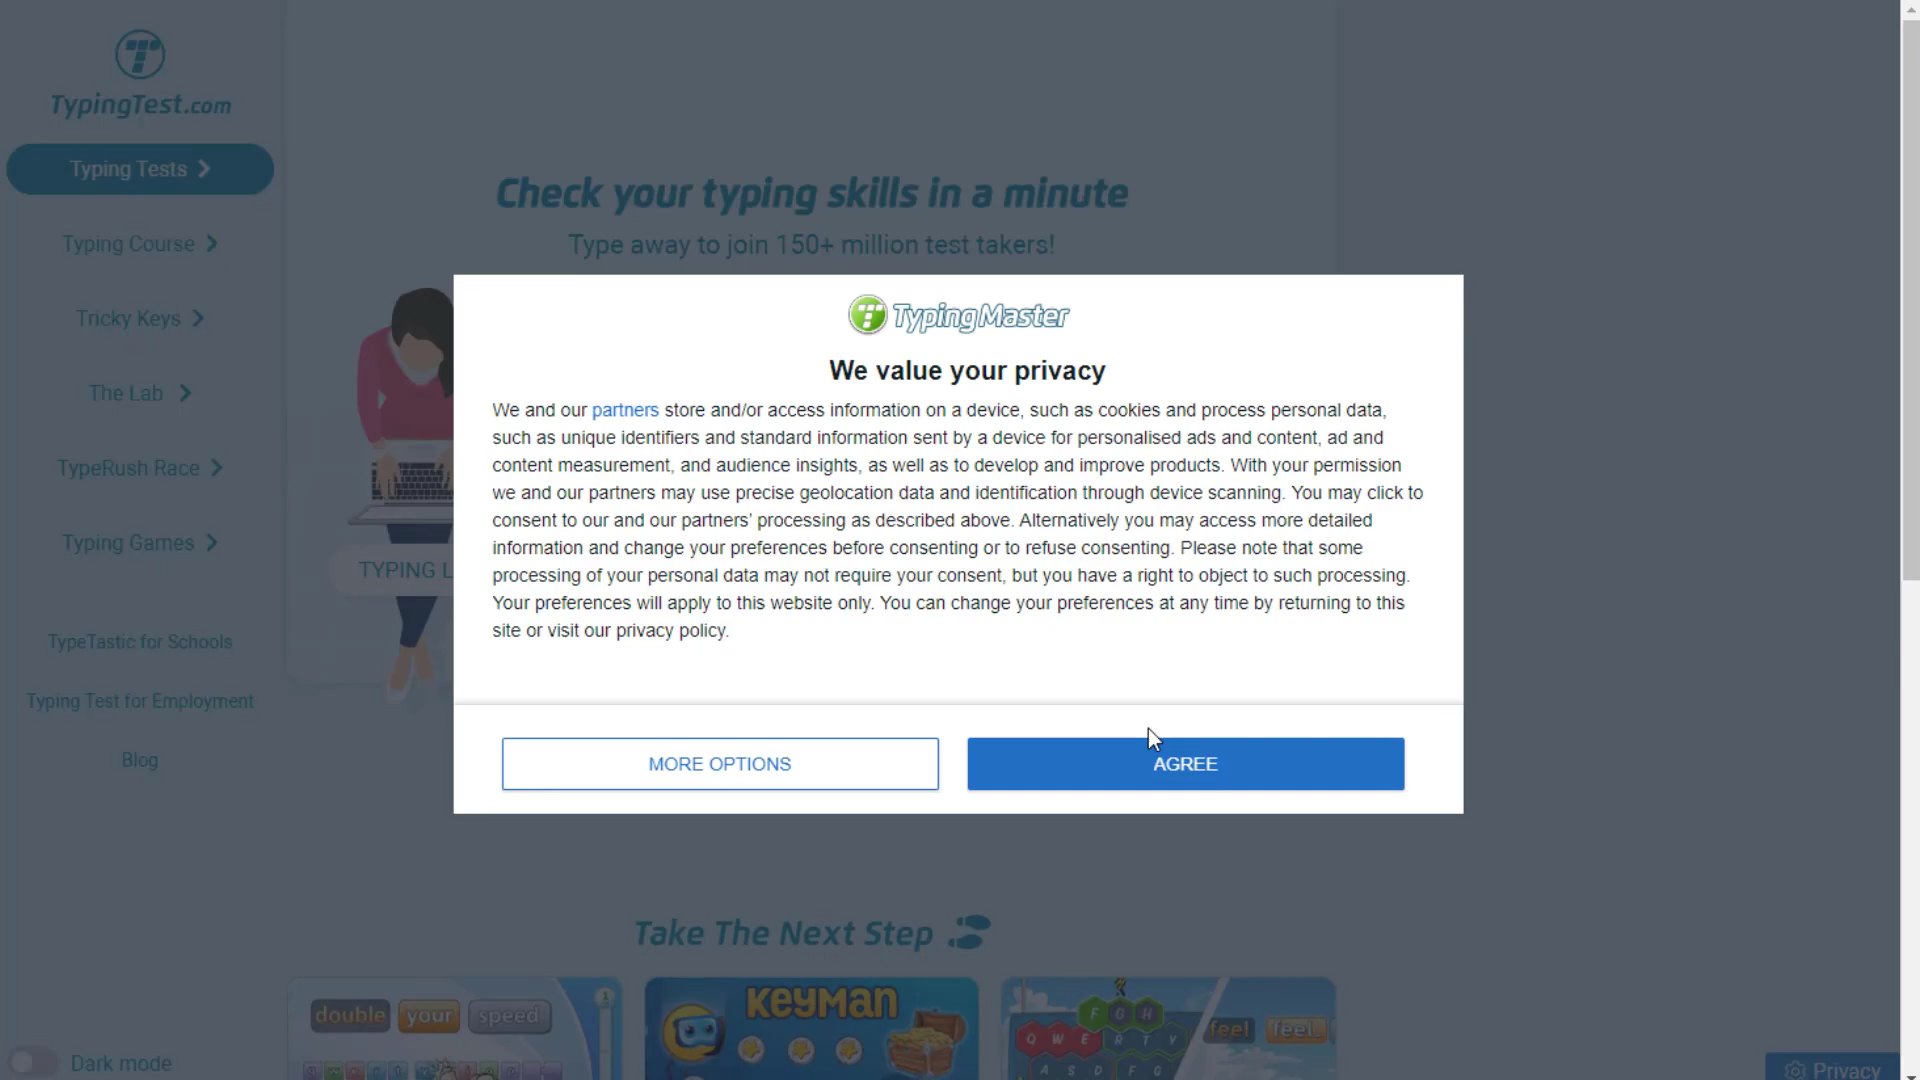 TypingTest.com
Typing Tests
Typing Course
Tricky Keys
The Lab
TypeRush Race
Typing Games
TypeTastic for Schools
Typing Test for Employment
Blog
Dark mode
Check your typing skills in a minute
Type away to join 150+ million test takers!
TYPING L
TypingMaster
We value your privacy
We and our partners store and/or access information on a device, such as cookies and process personal data,
such as unique identifiers and standard information sent by a device for personalised ads and content, ad and
content measurement, and audience insights, as well as to develop and improve products. With your permission
we and our partners may use precise geolocation data and identification through device scanning. You may click to
consent to our and our partners’ processing as described above. Alternatively you may access more detailed
information and change your preferences before consenting or to refuse consenting. Please note that some
processing of your personal data may not require your consent, but you have a right to object to such processing.
Your preferences will apply to this website only. You can change your preferences at any time by returning to this
site or visit our privacy policy.
MORE OPTIONS
AGREE
Take The Next Step
double your speed
1
KEYMAN
F G H
Q W E R T Y
A S D F G
feel feel
Privacy